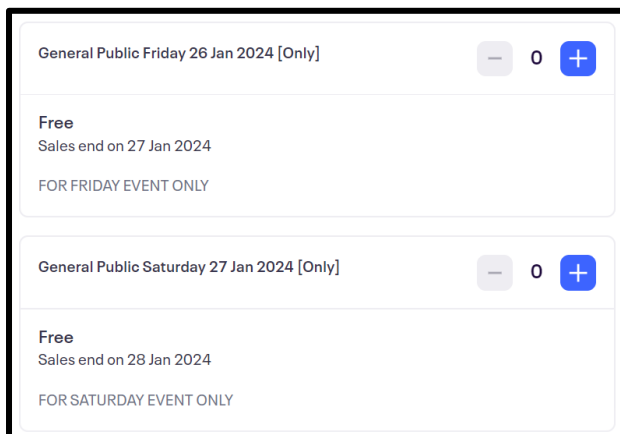 General Public Friday 26 Jan 2024 [Only]
0
Free
Sales end on 27 Jan 2024
FOR FRIDAY EVENT ONLY
General Public Saturday 27 Jan 2024 [Only]
0
Free
Sales end on 28 Jan 2024
FOR SATURDAY EVENT ONLY